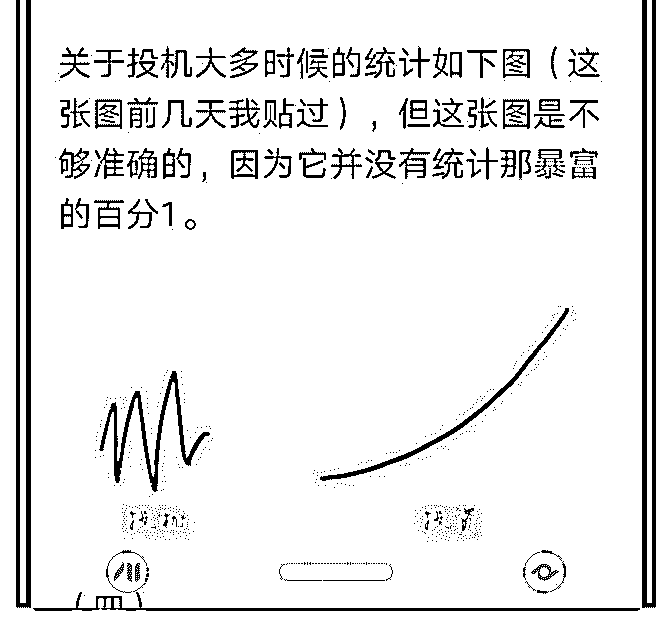 关于投机大多时候的统计如下图（这
张图前几天我贴过），但这张图是不
够准确的，因为它并没有统计那暴富
的百分1。
投机
投资
（四）